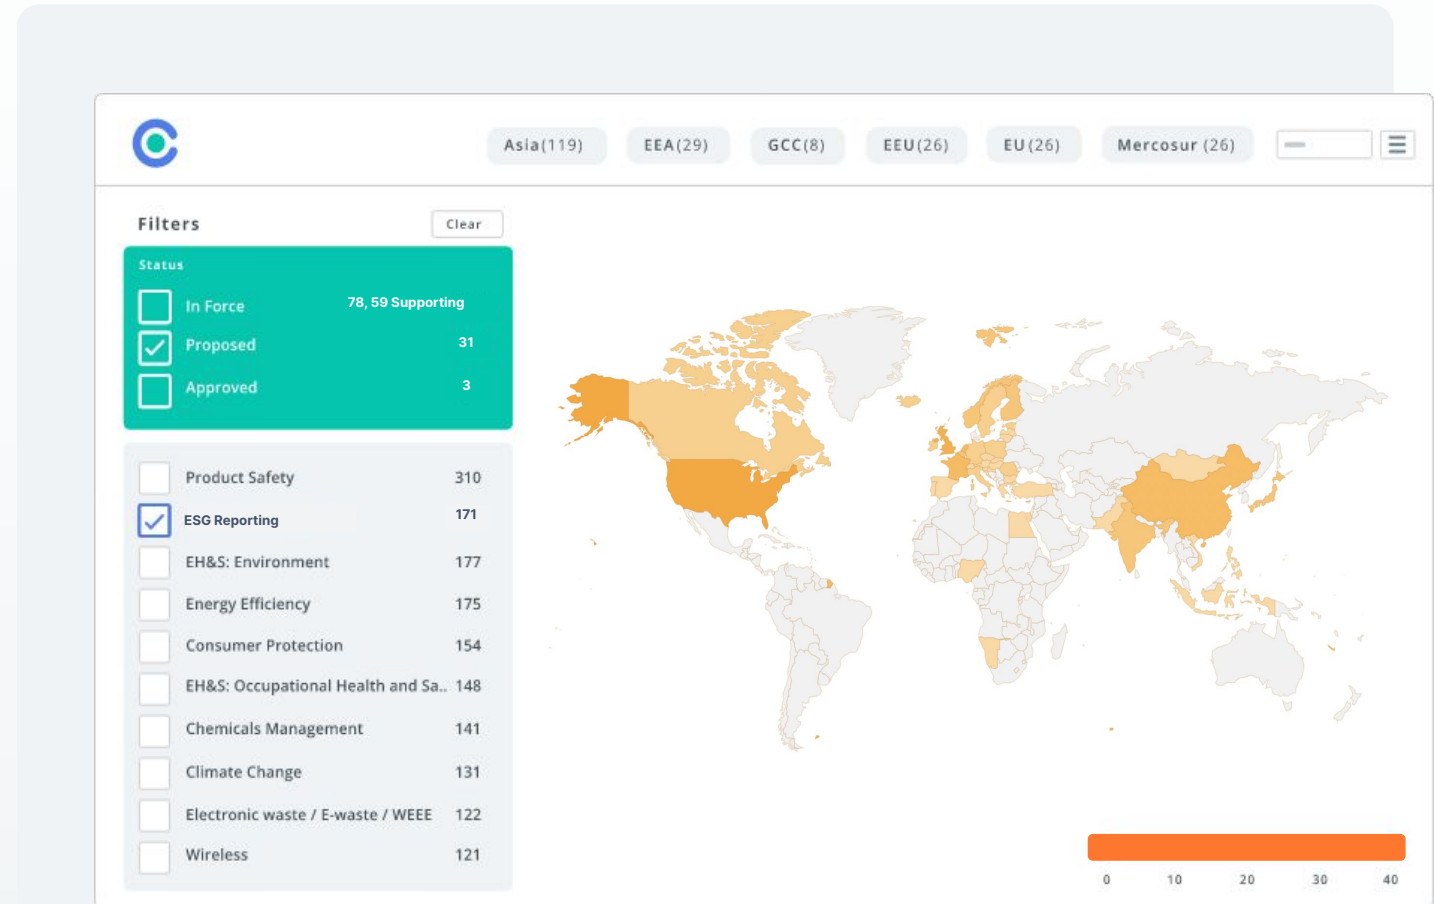 Asia(119) EEA(29) GCC(8) EEU(26) EU(26) Mercosur (26)
Filters Clear
Status
In Force 78, 59 Supporting
Proposed 31
Approved 3
Product Safety 310
ESG Reporting 171
EH&S: Environment 177
Energy Efficiency 175
Consumer Protection 154
EH&S: Occupational Health and Sa.. 148
Chemicals Management 141
Climate Change 131
Electronic waste / E-waste / WEEE 122
Wireless 121
0 10 20 30 40